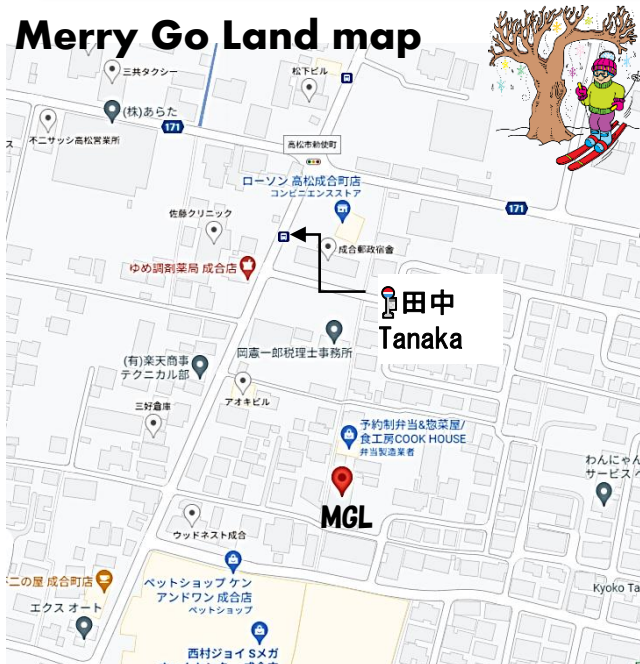 Merry Go Land map
三共タクシー
松下ビル
(株)あらた
不二サッシ高松営業所
171
ス
高松市勅使町
ローソン 高松成合町店
コンビニエンスストア
171
佐藤クリニック
成合郵政宿舎
ゆめ調剤薬局 成合店
田中
Tanaka
岡憲一郎税理士事務所
(有)楽天商事
テクニカル部
アオキビル
三好倉庫
予約制弁当&惣菜屋/
食工房COOK HOUSE
弁当製造業者
わんにゃん
サービス
MGL
ウッドネスト成合
ペットショップ ケン
アンドワン 成合店
ペットショップ
二の屋 成合町店
Kyoko Ta
エクス オート
西村ジョイ Sメガ